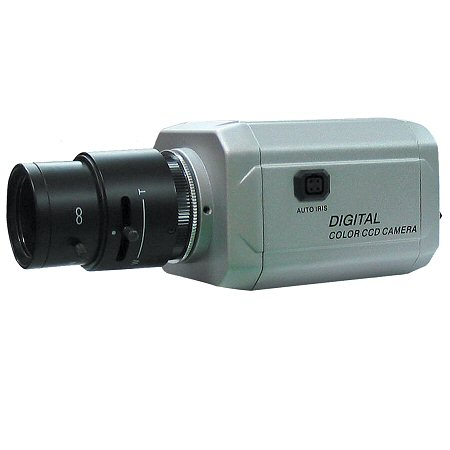 ∞
T
AUTO IRIS
DIGITAL
COLOR CCD CAMERA